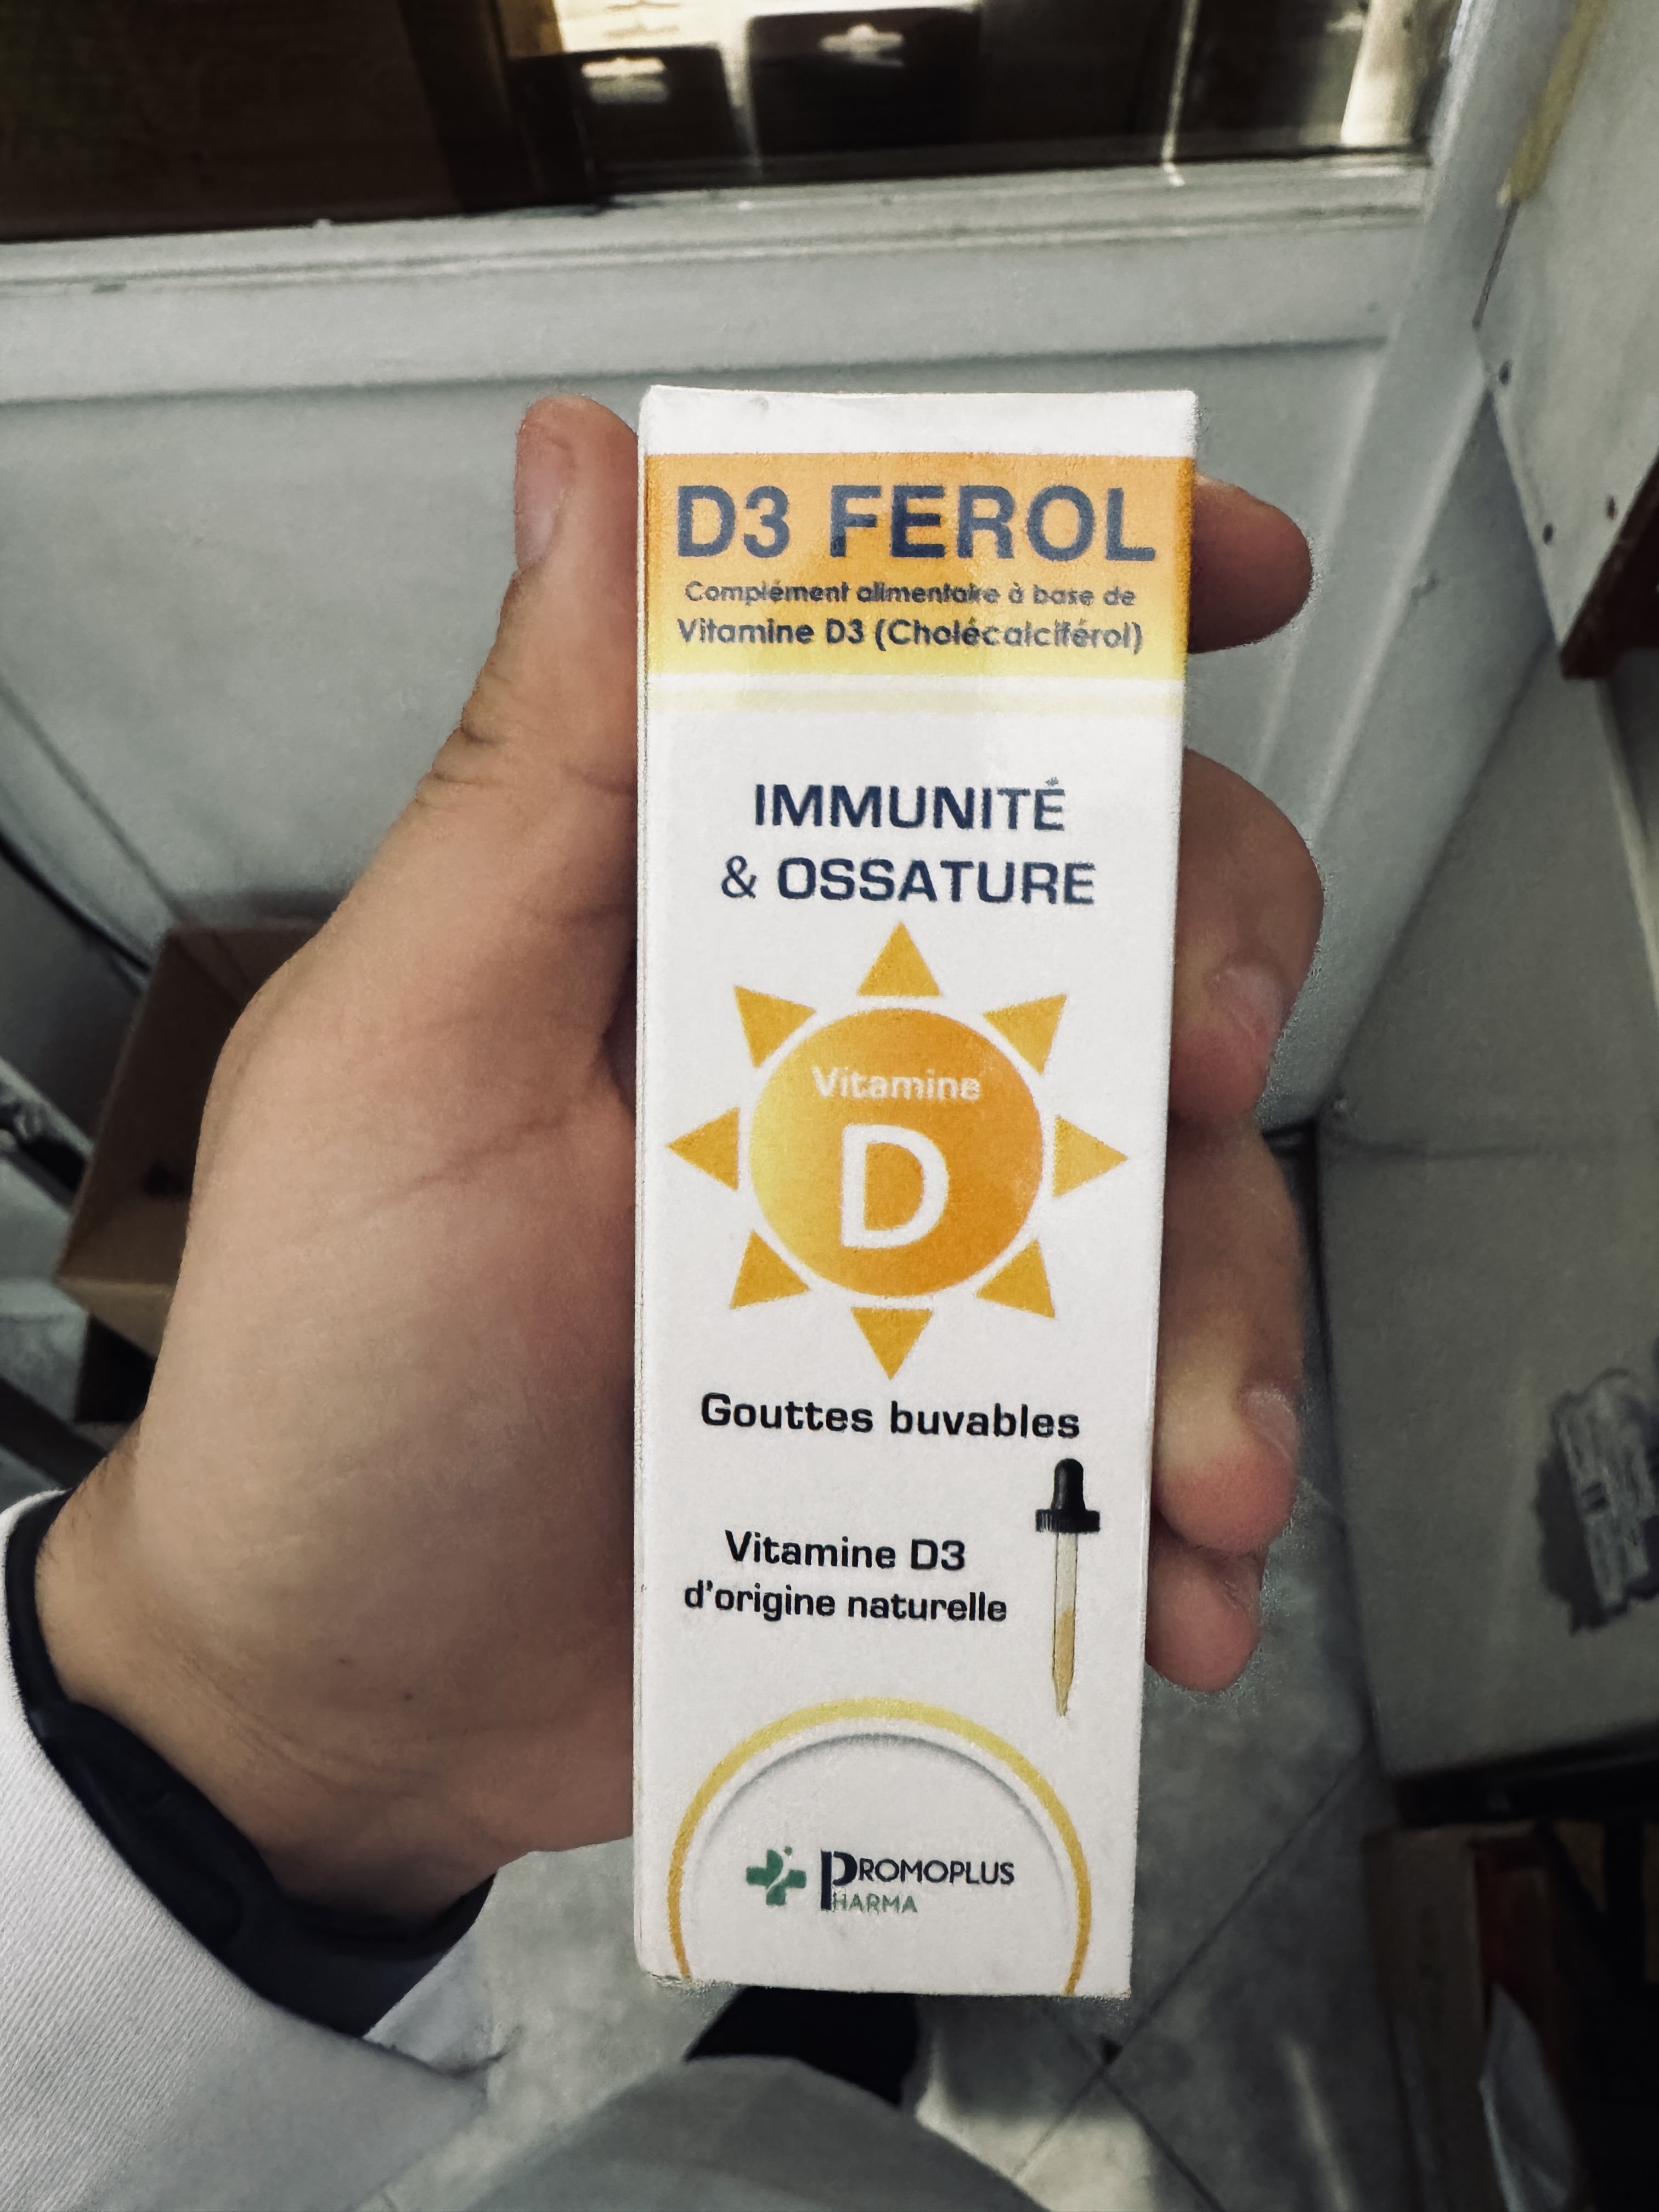 D3 FEROL
Complément alimentaire à base de
Vitamine D3 (Cholécalciférol)
IMMUNITÉ
& OSSATURE
Vitamine
D
Gouttes buvables
Vitamine D3
d'origine naturelle
PROMOPLUS
PHARMA